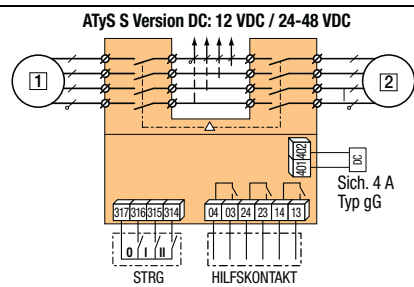 ATyS S Version DC: 12 VDC / 24-48 VDC
1
2
401 402
DC
Sich. 4 A
Typ gG
317 316 315 314
04 03 24 23 14 13
0 I II
STRG
HILFSKONTAKT